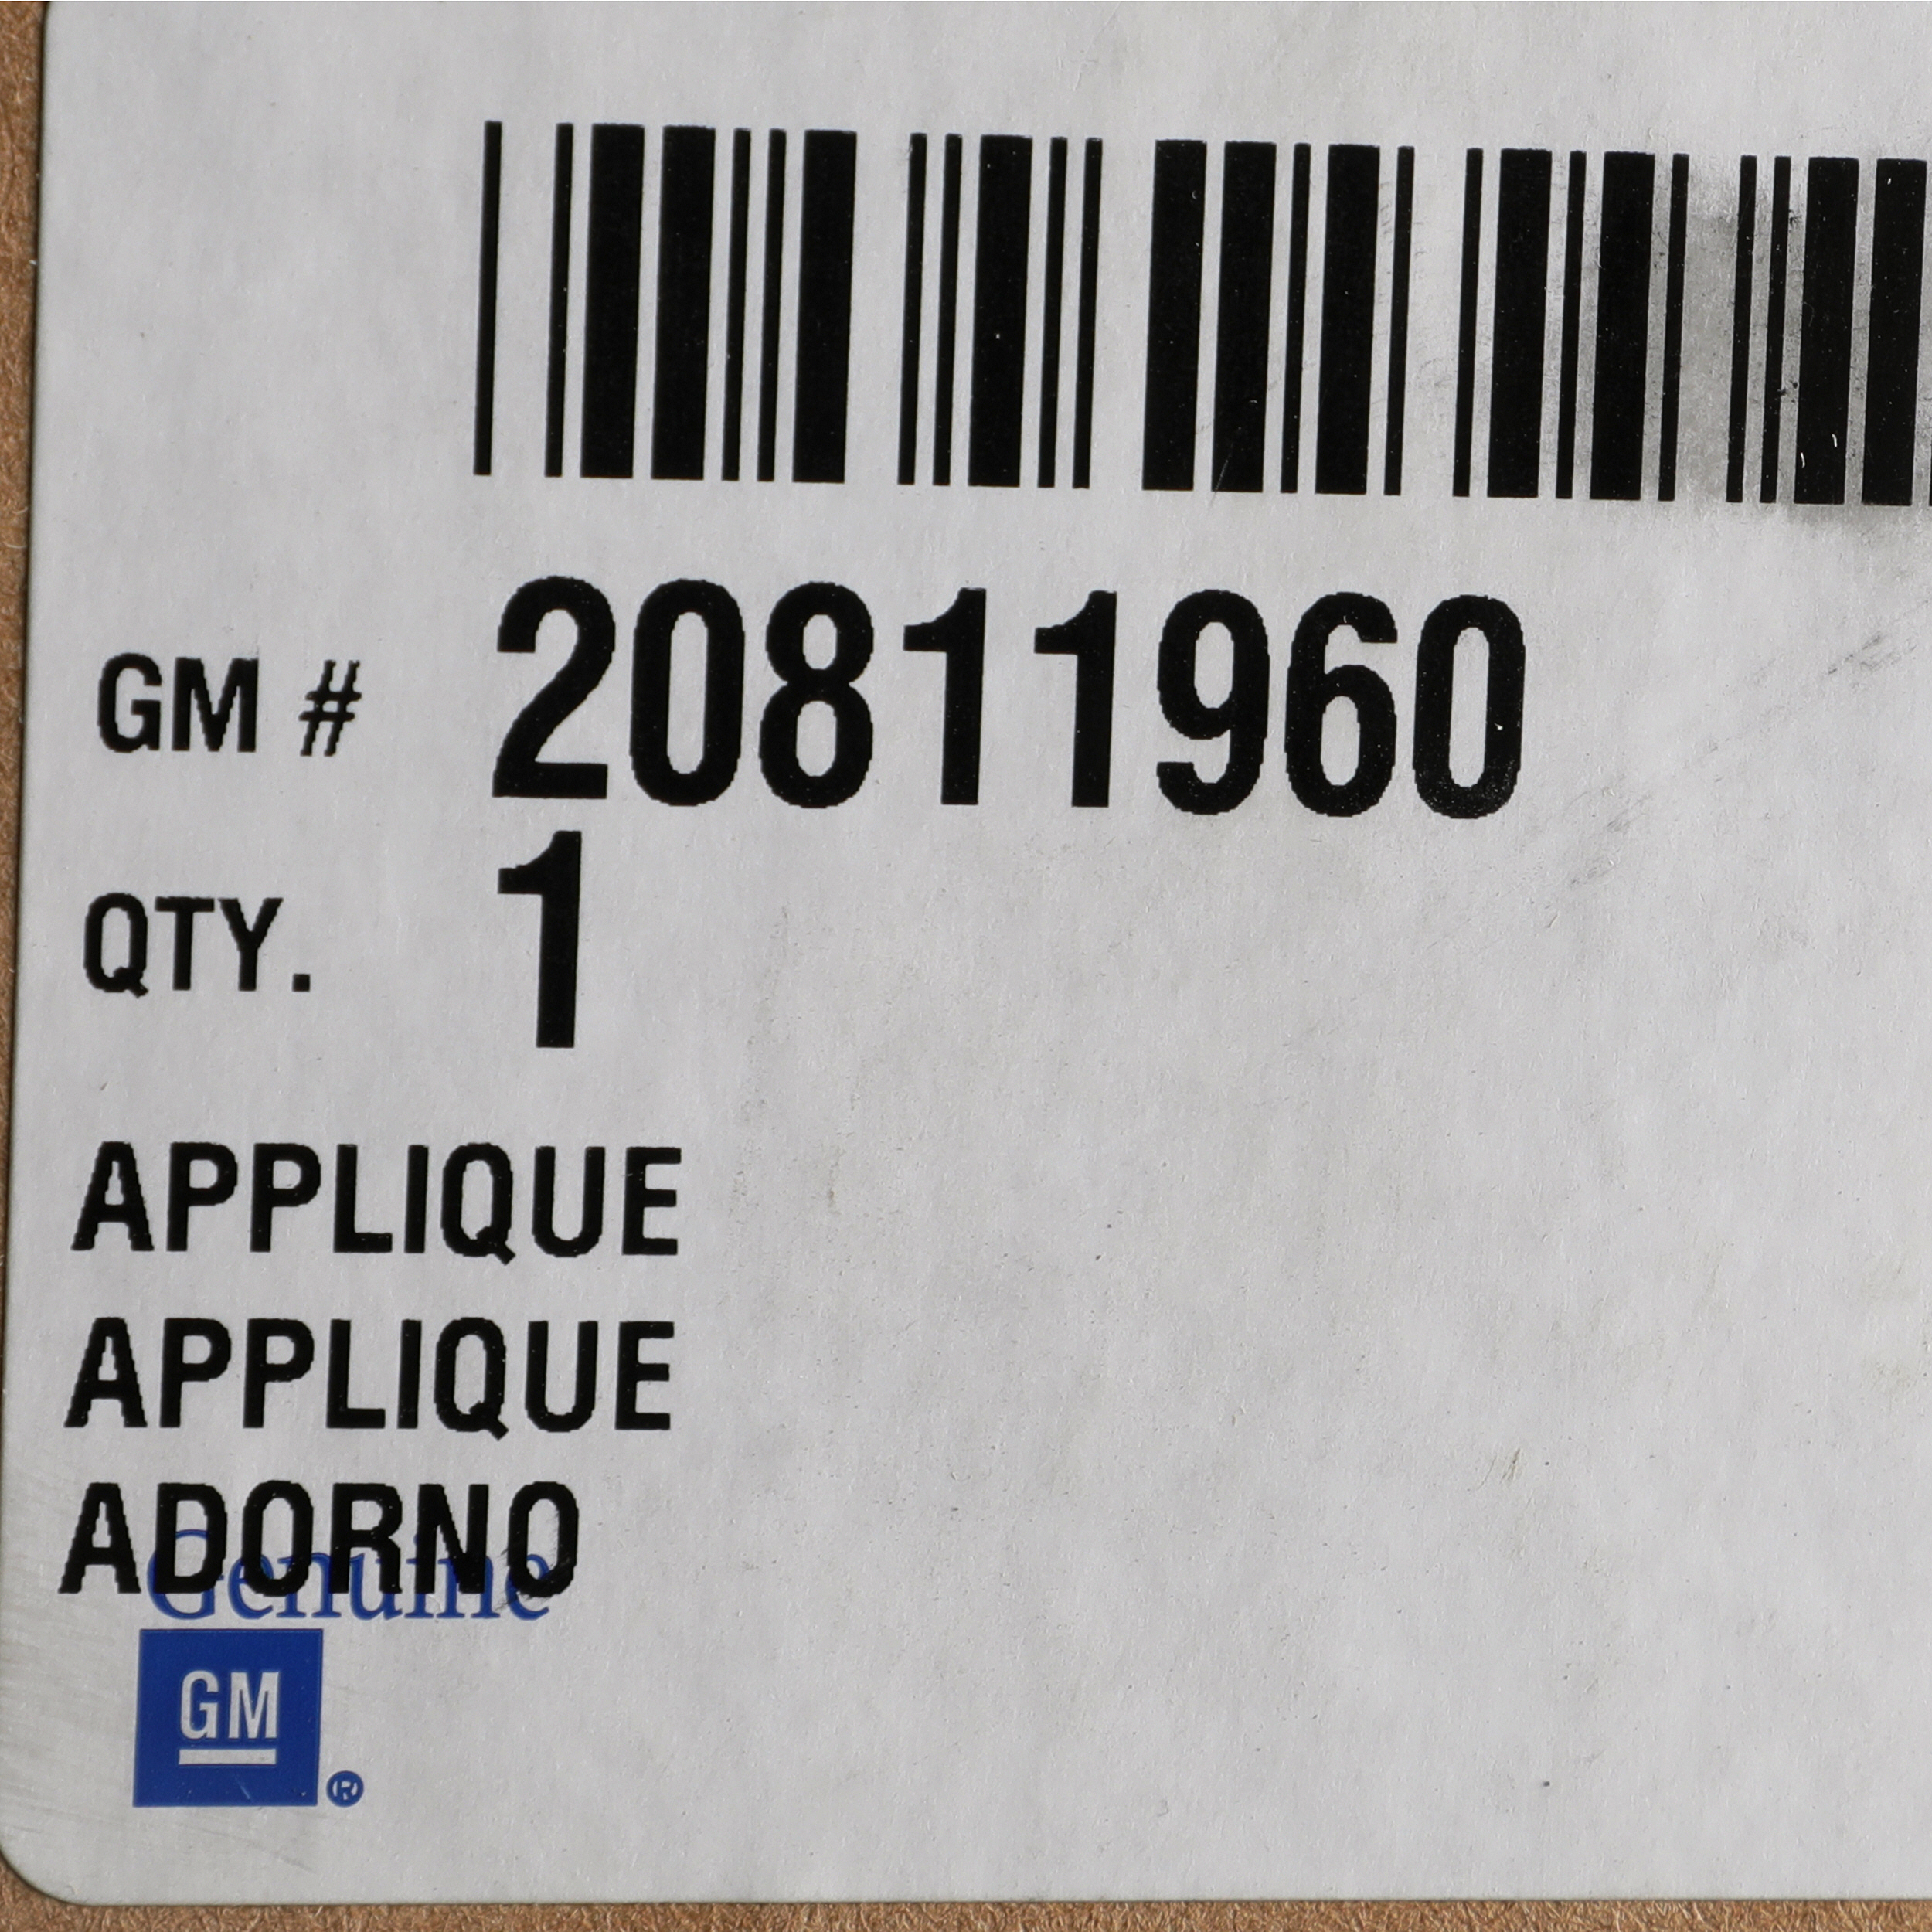 GM # 20811960
QTY. 1
APPLIQUE
APPLIQUE
ADORNO
Genuine
GM ®